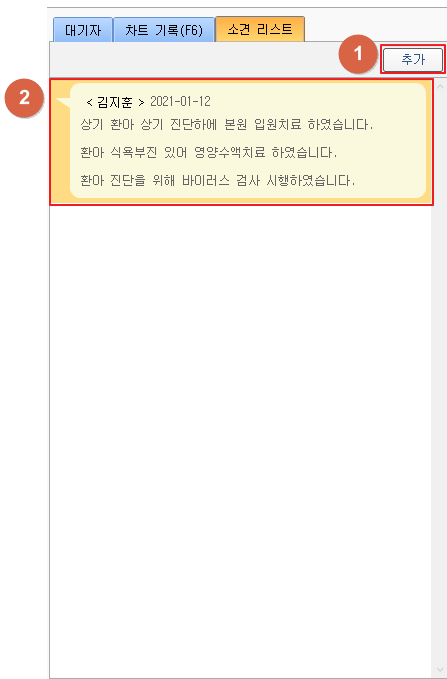 대기자 차트 기록(F6) 소견 리스트
1 추가
2 < 김지훈 > 2021-01-12
상기 환아 상기 진단하에 본원 입원치료 하였습니다.
환아 식욕부진 있어 영양수액치료 하였습니다.
환아 진단을 위해 바이러스 검사 시행하였습니다.